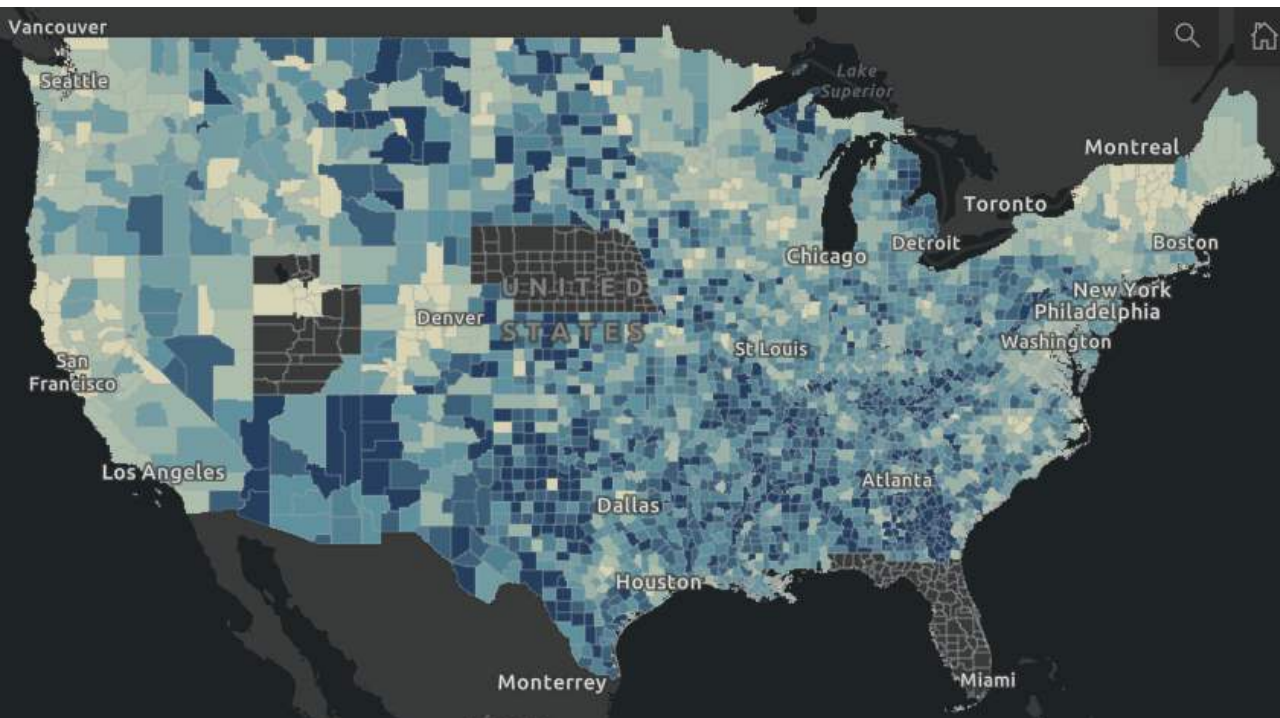 Vancouver
Seattle
Lake
Superior
Montreal
Toronto
Detroit
Boston
Chicago
UNITED
STATES
New York
Philadelphia
Denver
Washington
St Louis
San
Francisco
Los Angeles
Atlanta
Dallas
Houston
Monterrey
Miami